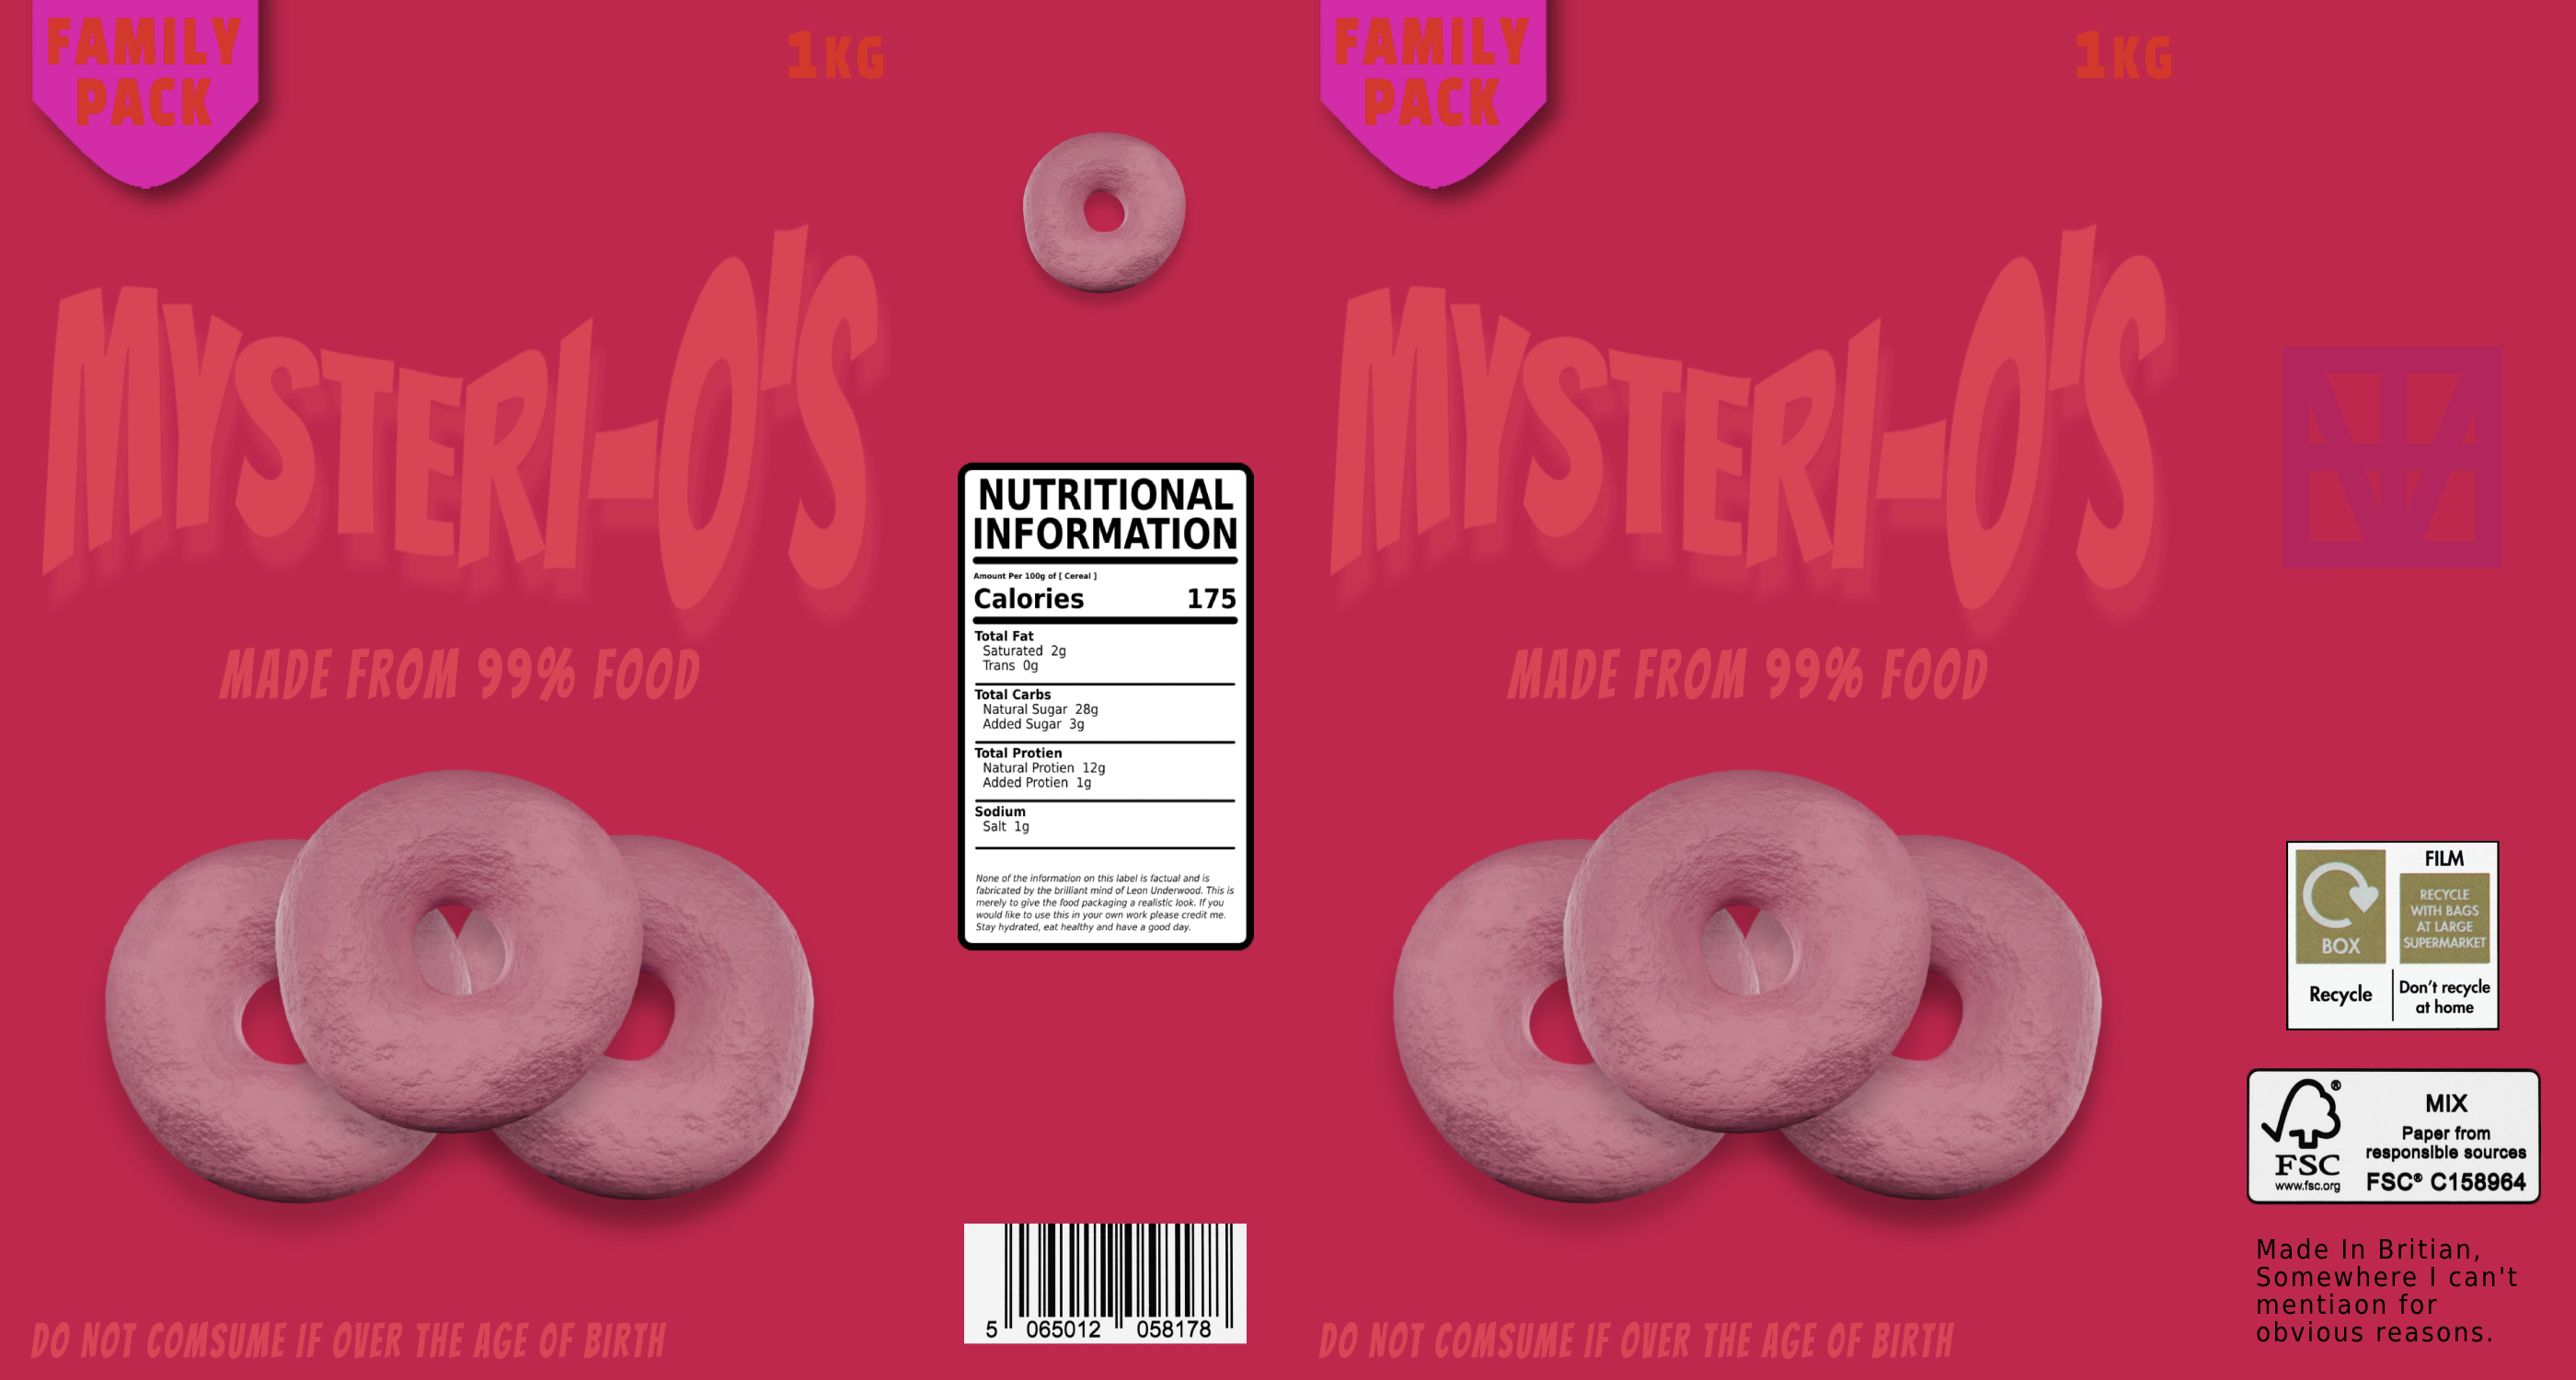 FAMILY
PACK
1KG
MYSTERI-O'S
MADE FROM 99% FOOD
DO NOT COMSUME IF OVER THE AGE OF BIRTH
NUTRITIONAL
INFORMATION
Amount Per 100g of [ Cereal ]
Calories 175
Total Fat
Saturated 2g
Trans 0g
Total Carbs
Natural Sugar 28g
Added Sugar 3g
Total Protien
Natural Protien 12g
Added Protien 1g
Sodium
Salt 1g
None of the information on this label is factual and is
fabricated by the brilliant mind of Leon Underwood. This is
merely to give the food packaging a realistic look. If you
would like to use this in your own work please credit me.
Stay hydrated, eat healthy and have a good day.
5 065012 058178
FAMILY
PACK
1KG
MYSTERI-O'S
MADE FROM 99% FOOD
DO NOT COMSUME IF OVER THE AGE OF BIRTH
BOX
Recycle
FILM
RECYCLE
WITH BAGS
AT LARGE
SUPERMARKET
Don't recycle
at home
FSC®
www.fsc.org
MIX
Paper from
responsible sources
FSC® C158964
Made In Britian,
Somewhere I can't
mentiaon for
obvious reasons.